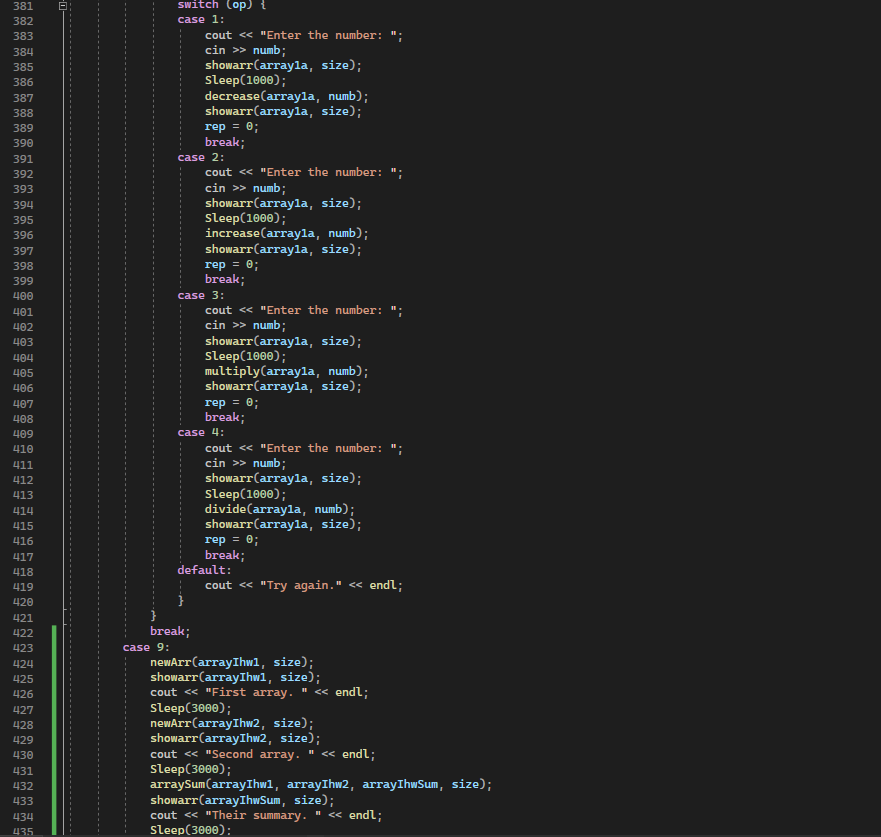 381 switch (op) {
382 case 1:
383 cout << "Enter the number: ";
384 cin >> numb;
385 showarr(array1a, size);
386 Sleep(1000);
387 decrease(array1a, numb);
388 showarr(array1a, size);
389 rep = 0;
390 break;
391 case 2:
392 cout << "Enter the number: ";
393 cin >> numb;
394 showarr(array1a, size);
395 Sleep(1000);
396 increase(array1a, numb);
397 showarr(array1a, size);
398 rep = 0;
399 break;
400 case 3:
401 cout << "Enter the number: ";
402 cin >> numb;
403 showarr(array1a, size);
404 Sleep(1000);
405 multiply(array1a, numb);
406 showarr(array1a, size);
407 rep = 0;
408 break;
409 case 4:
410 cout << "Enter the number: ";
411 cin >> numb;
412 showarr(array1a, size);
413 Sleep(1000);
414 divide(array1a, numb);
415 showarr(array1a, size);
416 rep = 0;
417 break;
418 default:
419 cout << "Try again." << endl;
420 }
421 }
422 break;
423 case 9:
424 newArr(arrayIhw1, size);
425 showarr(arrayIhw1, size);
426 cout << "First array. " << endl;
427 Sleep(3000);
428 newArr(arrayIhw2, size);
429 showarr(arrayIhw2, size);
430 cout << "Second array. " << endl;
431 Sleep(3000);
432 arraySum(arrayIhw1, arrayIhw2, arrayIhwSum, size);
433 showarr(arrayIhwSum, size);
434 cout << "Their summary. " << endl;
435 Sleep(3000);